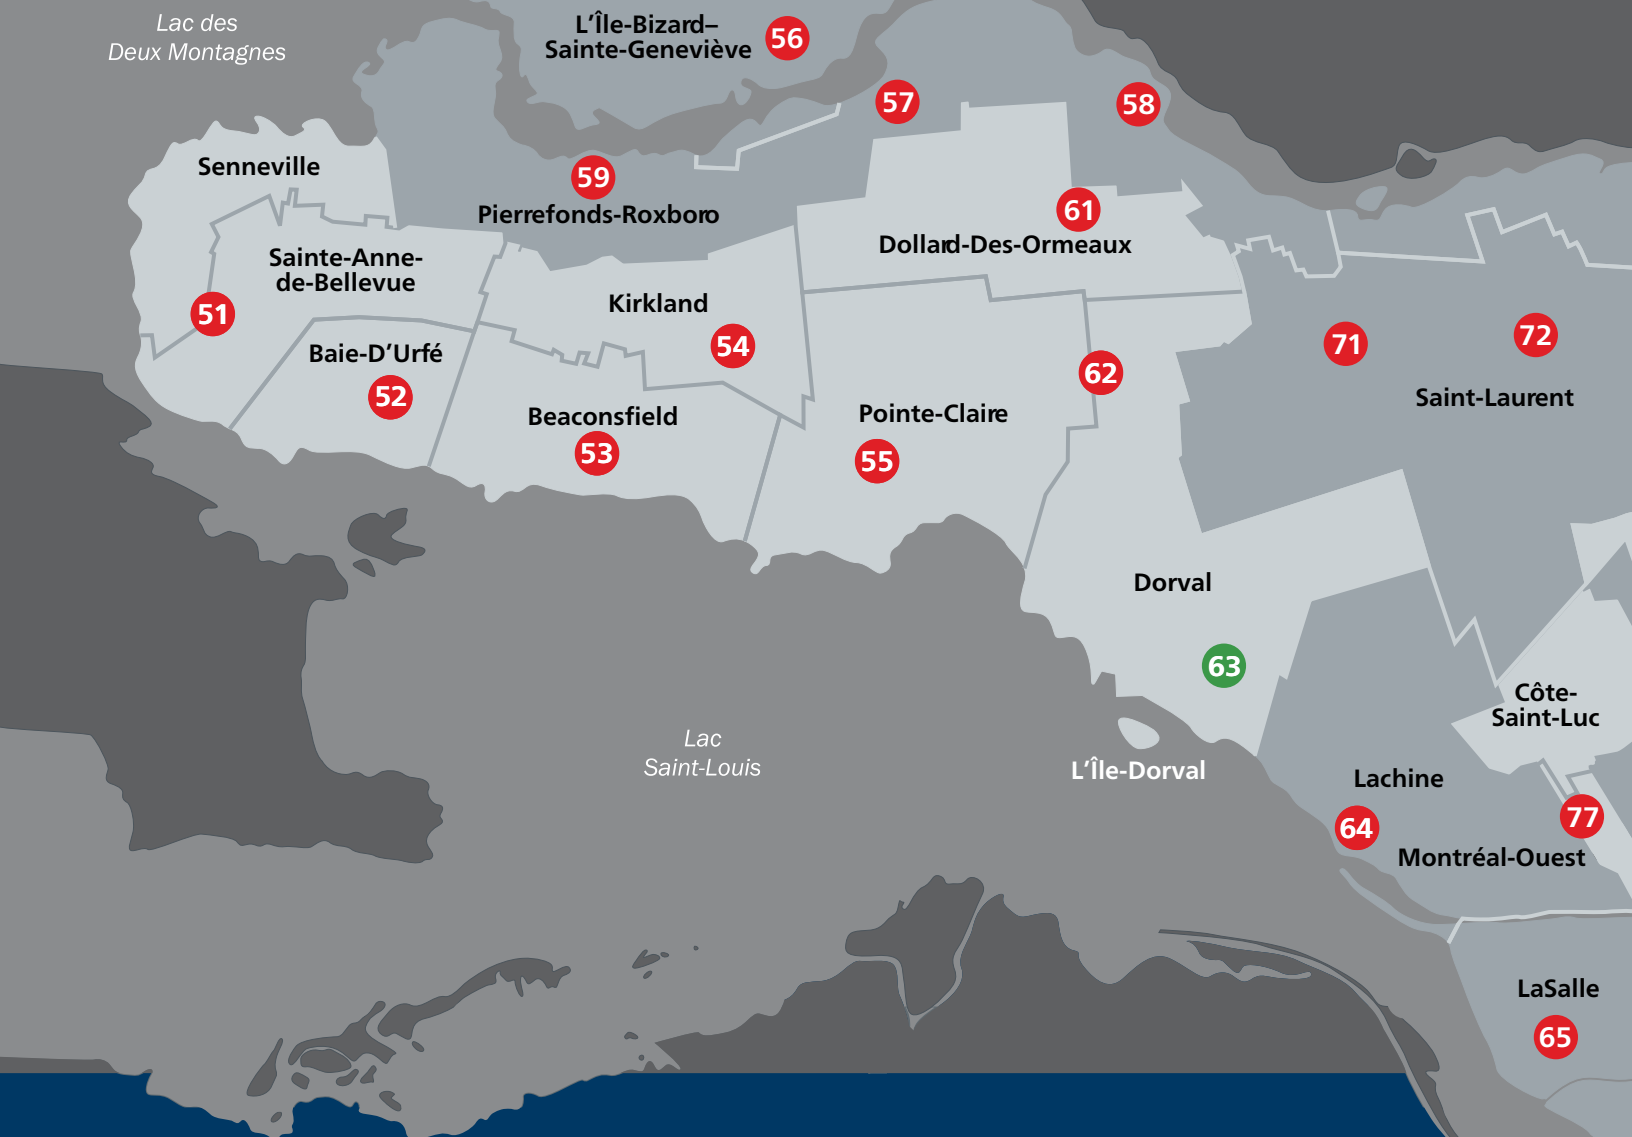 Lac des
Deux Montagnes
L'Île-Bizard–
Sainte-Geneviève
56
57
58
Senneville
59
Pierrefonds-Roxboro
61
Dollard-Des-Ormeaux
Sainte-Anne-
de-Bellevue
51
Kirkland
54
Baie-D'Urfé
52
Beaconsfield
53
Pointe-Claire
55
62
71
72
Saint-Laurent
Dorval
63
Côte-
Saint-Luc
Lac
Saint-Louis
L'Île-Dorval
Lachine
64
77
Montréal-Ouest
LaSalle
65